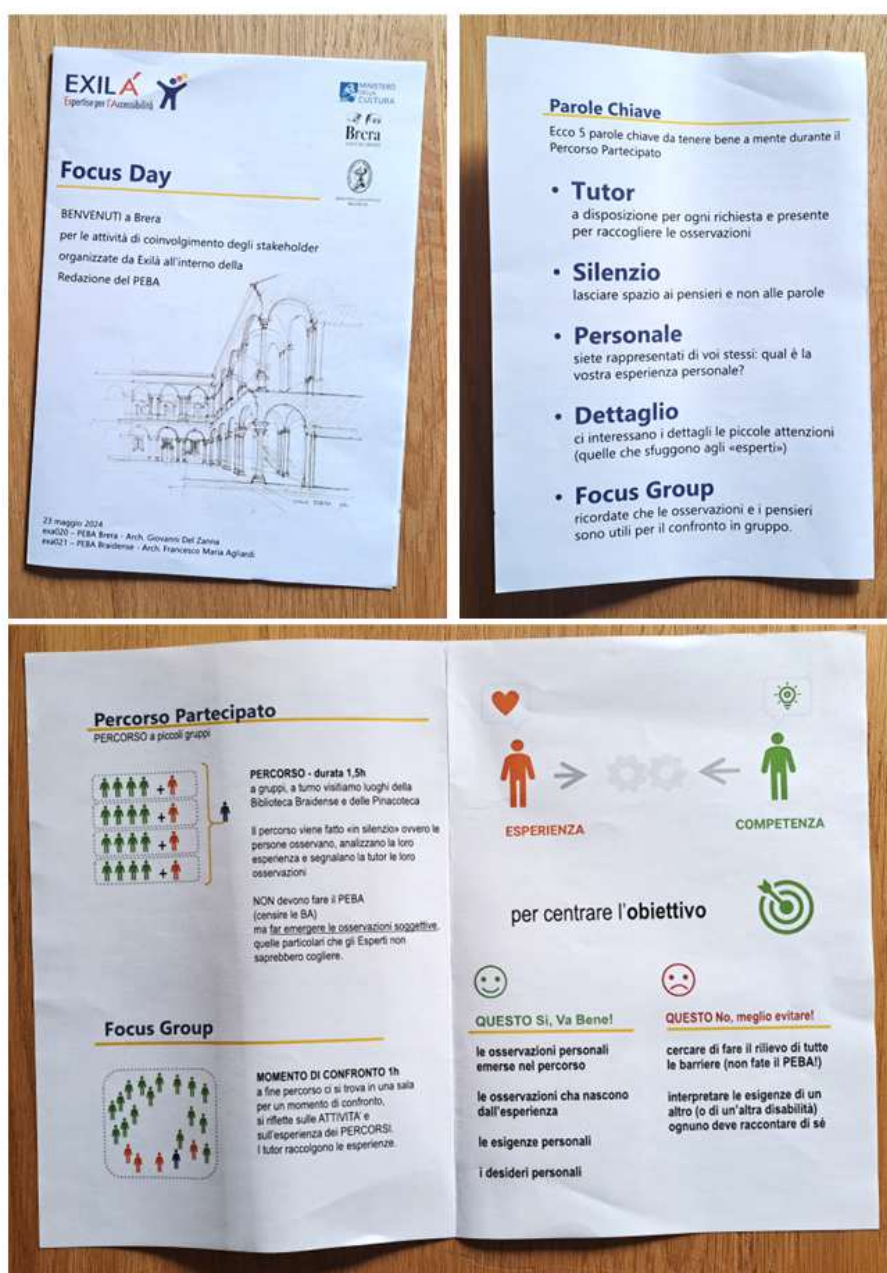 EXILÀ
Expertise per l'Accessibilità
MINISTERO
DELLA
CULTURA
Brera
Focus Day
BENVENUTI a Brera
per le attività di coinvolgimento degli stakeholder
organizzate da Exilà all'interno della
Redazione del PEBA
23 maggio 2024
exa020 – PEBA Brera - Arch. Giovanni Del Zanna
exa021 – PEBA Braidense - Arch. Francesco Maria Agliardi
Parole Chiave
Ecco 5 parole chiave da tenere bene a mente durante il
Percorso Partecipato
• Tutor
a disposizione per ogni richiesta e presente
per raccogliere le osservazioni
• Silenzio
lasciare spazio ai pensieri e non alle parole
• Personale
siete rappresentati di voi stessi: qual è la
vostra esperienza personale?
• Dettaglio
ci interessano i dettagli le piccole attenzioni
(quelle che sfuggono agli «esperti»)
• Focus Group
ricordate che le osservazioni e i pensieri
sono utili per il confronto in gruppo.
Percorso Partecipato
PERCORSO a piccoli gruppi
PERCORSO - durata 1,5h
a gruppi, a turno visitiamo luoghi della
Biblioteca Braidense e delle Pinacoteca
Il percorso viene fatto «in silenzio» ovvero le
persone osservano, analizzano la loro
esperienza e segnalano la tutor le loro
osservazioni
NON devono fare il PEBA
(censire le BA)
ma far emergere le osservazioni soggettive,
quelle particolari che gli Esperti non
saprebbero cogliere.
Focus Group
MOMENTO DI CONFRONTO 1h
a fine percorso ci si trova in una sala
per un momento di confronto,
si riflette sulle ATTIVITA' e
sull'esperienza dei PERCORSI.
I tutor raccolgono le esperienze.
ESPERIENZA
COMPETENZA
per centrare l'obiettivo
QUESTO Si, Va Bene!
le osservazioni personali
emerse nel percorso
le osservazioni cha nascono
dall'esperienza
le esigenze personali
i desideri personali
QUESTO No, meglio evitare!
cercare di fare il rilievo di tutte
le barriere (non fate il PEBA!)
interpretare le esigenze di un
altro (o di un'altra disabilità)
ognuno deve raccontare di sé